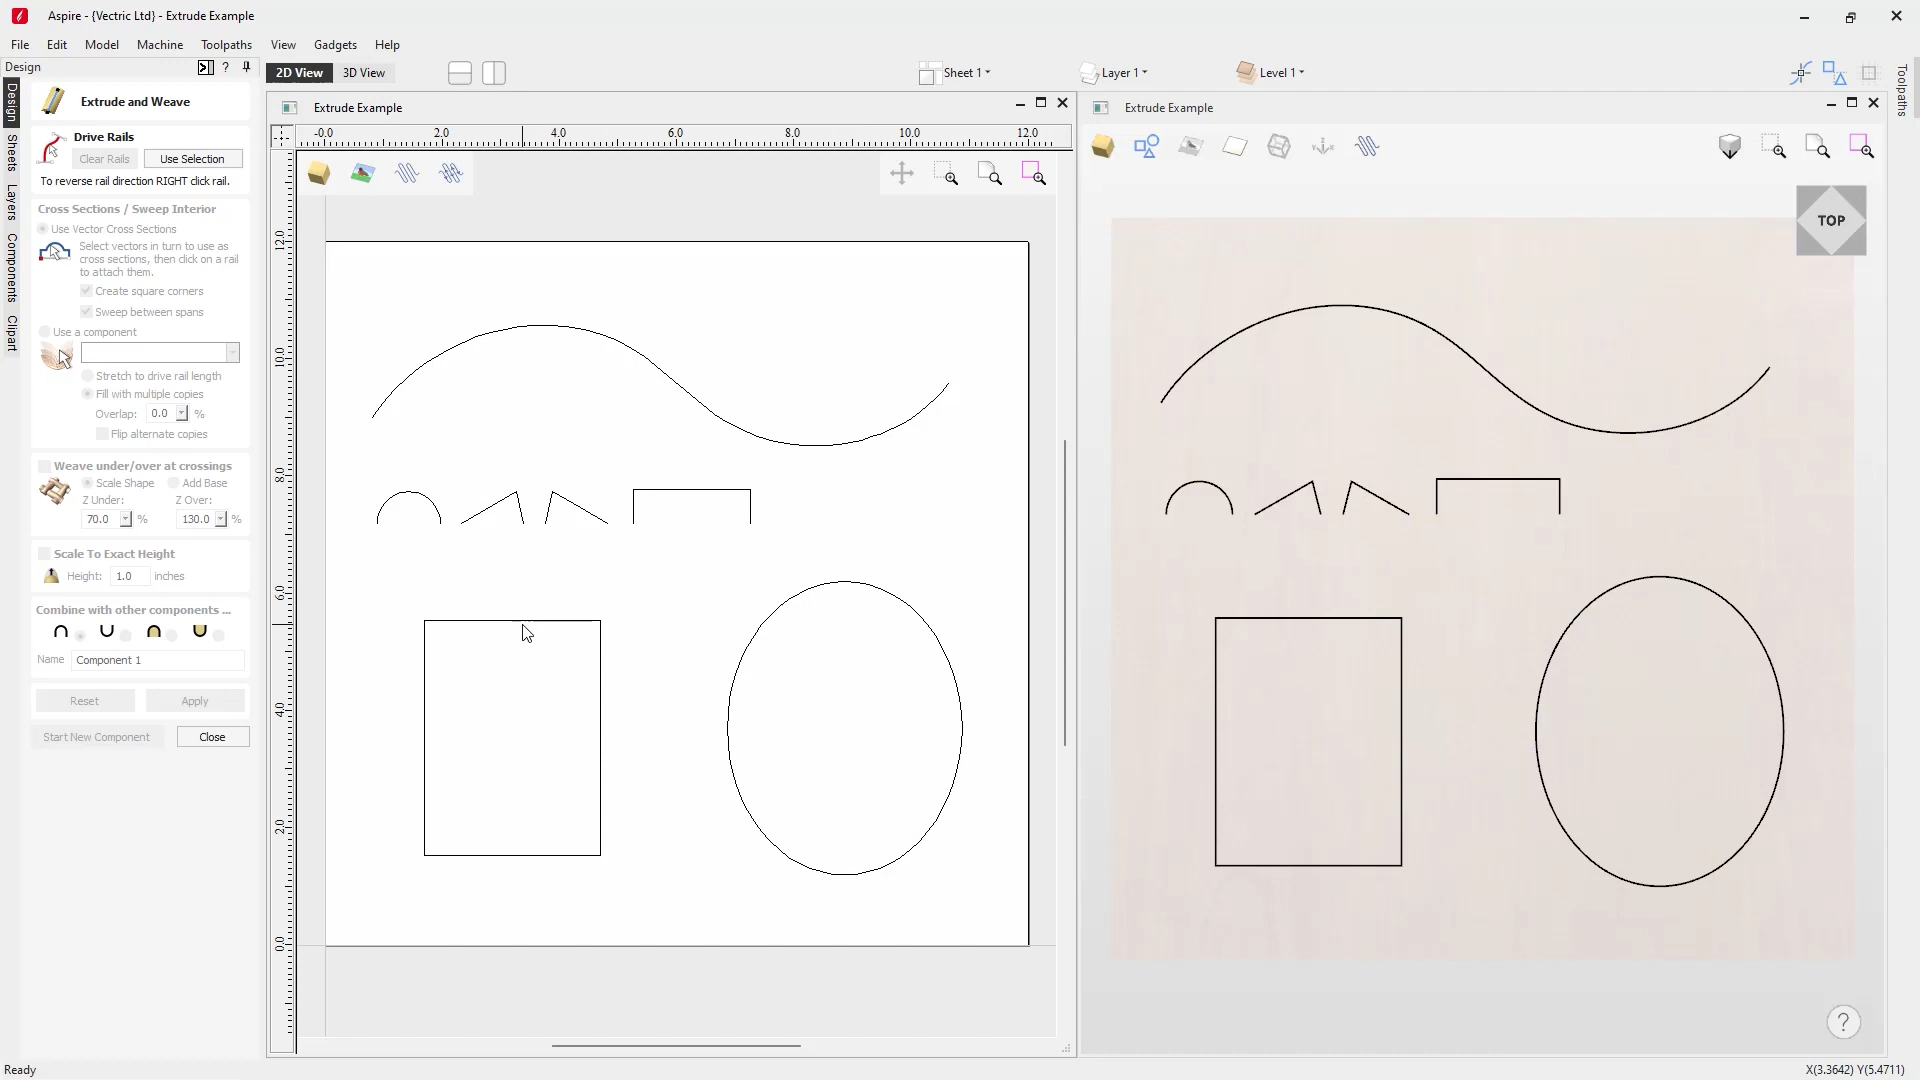 Aspire - {Vectric Ltd} - Extrude Example
File Edit Model Machine Toolpaths View Gadgets Help
Design ?
2D View 3D View Sheet 1 Layer 1 Level 1
Design
Sheets
Layers
Components
Clipart
Toolpaths
Extrude and Weave
Drive Rails
Clear Rails Use Selection
To reverse rail direction RIGHT click rail.
Cross Sections / Sweep Interior
Use Vector Cross Sections
Select vectors in turn to use as
cross sections, then click on a rail
to attach them.
Create square corners
Sweep between spans
Use a component
Stretch to drive rail length
Fill with multiple copies
Overlap: 0.0 %
Flip alternate copies
Weave under/over at crossings
Scale Shape Add Base
Z Under: Z Over:
70.0 % 130.0 %
Scale To Exact Height
Height: 1.0 inches
Combine with other components ...
Name Component 1
Reset Apply
Start New Component Close
Extrude Example
-0.0 2.0 4.0 6.0 8.0 10.0 12.0
12.0
10.0
8.0
6.0
4.0
2.0
0.0
Extrude Example
TOP
?
Ready X(3.3642) Y(5.4711)